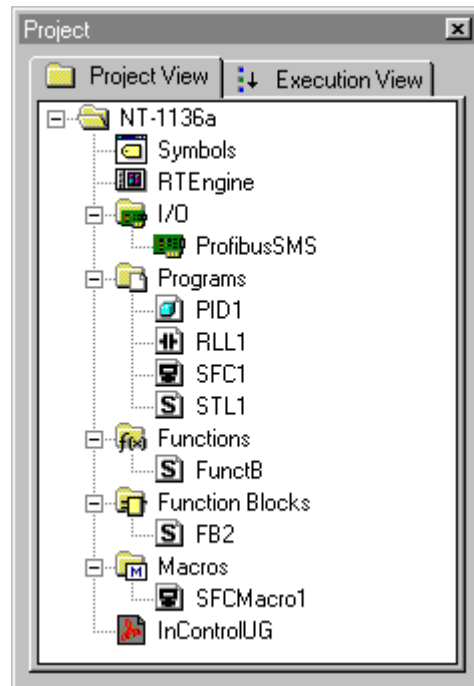 Project
Project View Execution View
NT-1136a
Symbols
RTEngine
I/O
ProfibusSMS
Programs
PID1
RLL1
SFC1
S STL1
f(x) Functions
S FunctB
Function Blocks
S FB2
M Macros
SFCMacro1
InControlUG